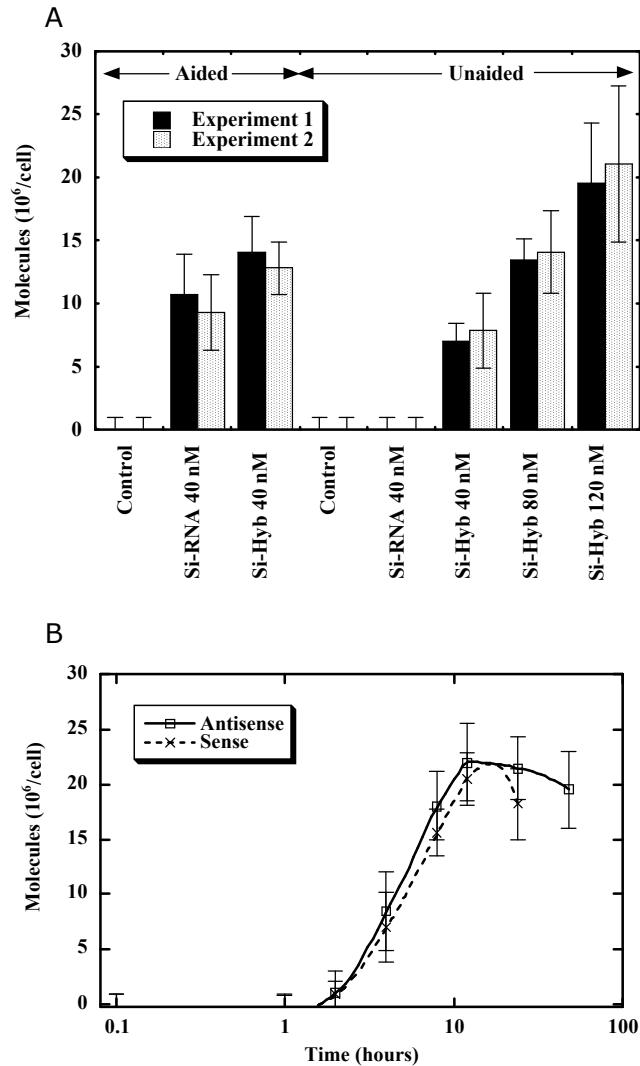 A
30
25
20
15
10
5
0
Molecules (10⁶/cell)
Aided
Unaided
Experiment 1
Experiment 2
Control
Si-RNA 40 nM
Si-Hyb 40 nM
Control
Si-RNA 40 nM
Si-Hyb 40 nM
Si-Hyb 80 nM
Si-Hyb 120 nM
B
30
25
20
15
10
5
0
Molecules (10⁶/cell)
Antisense
Sense
0.1
1
10
100
Time (hours)